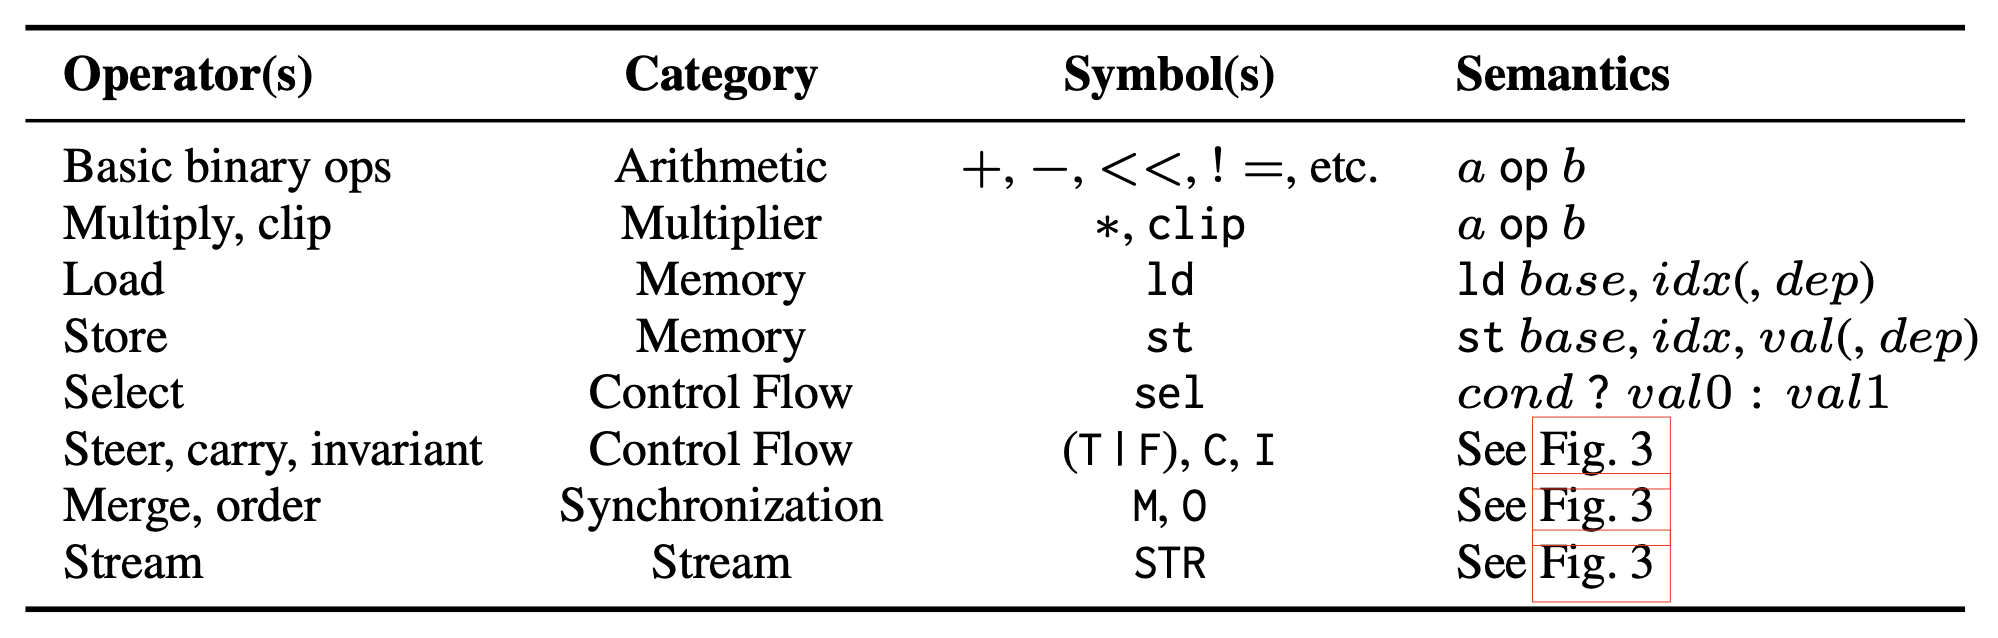 Operator(s) Category Symbol(s) Semantics
Basic binary ops Arithmetic +, −, <<, ! =, etc. a op b
Multiply, clip Multiplier *, clip a op b
Load Memory ld ld base, idx(, dep)
Store Memory st st base, idx, val(, dep)
Select Control Flow sel cond ? val0 : val1
Steer, carry, invariant Control Flow (T | F), C, I See Fig. 3
Merge, order Synchronization M, O See Fig. 3
Stream Stream STR See Fig. 3